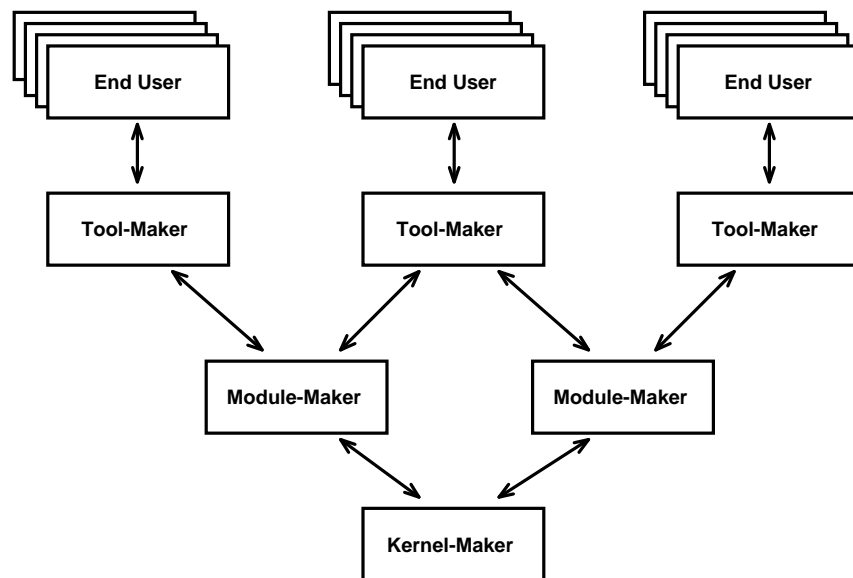 End User
End User
End User
Tool-Maker
Tool-Maker
Tool-Maker
Module-Maker
Module-Maker
Kernel-Maker